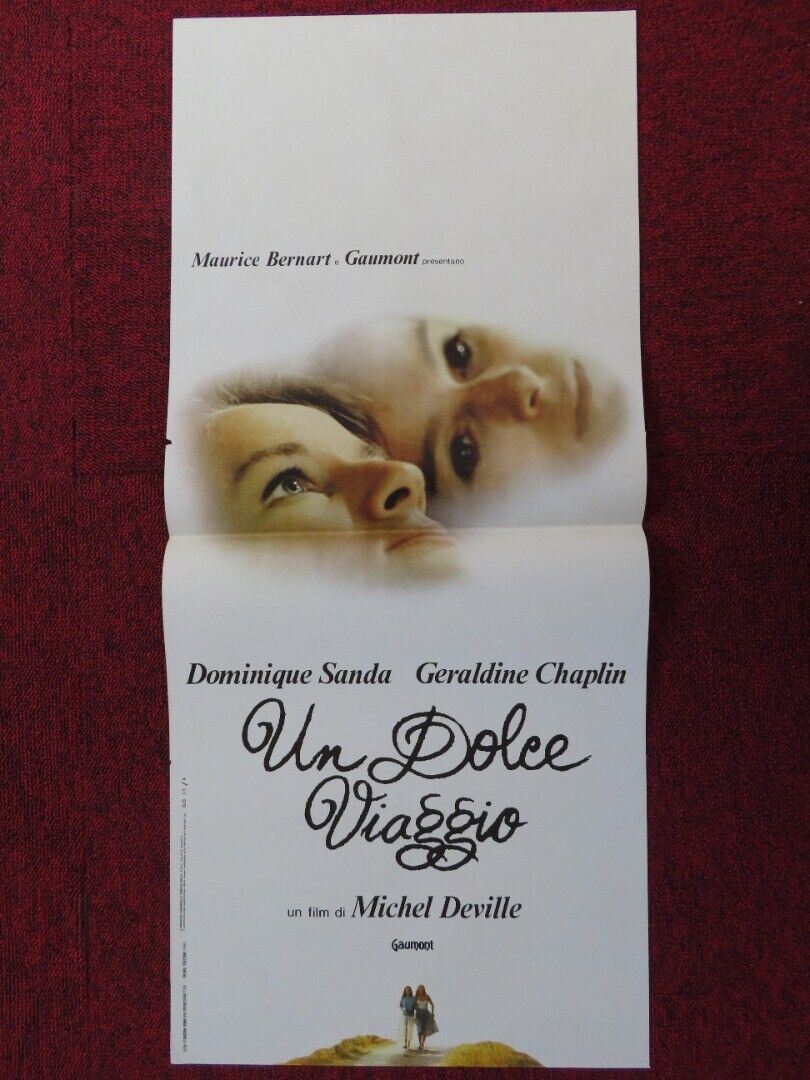 Maurice Bernart e Gaumont presentano
Dominique Sanda Geraldine Chaplin
Un Dolce
Viaggio
un film di Michel Deville
Gaumont